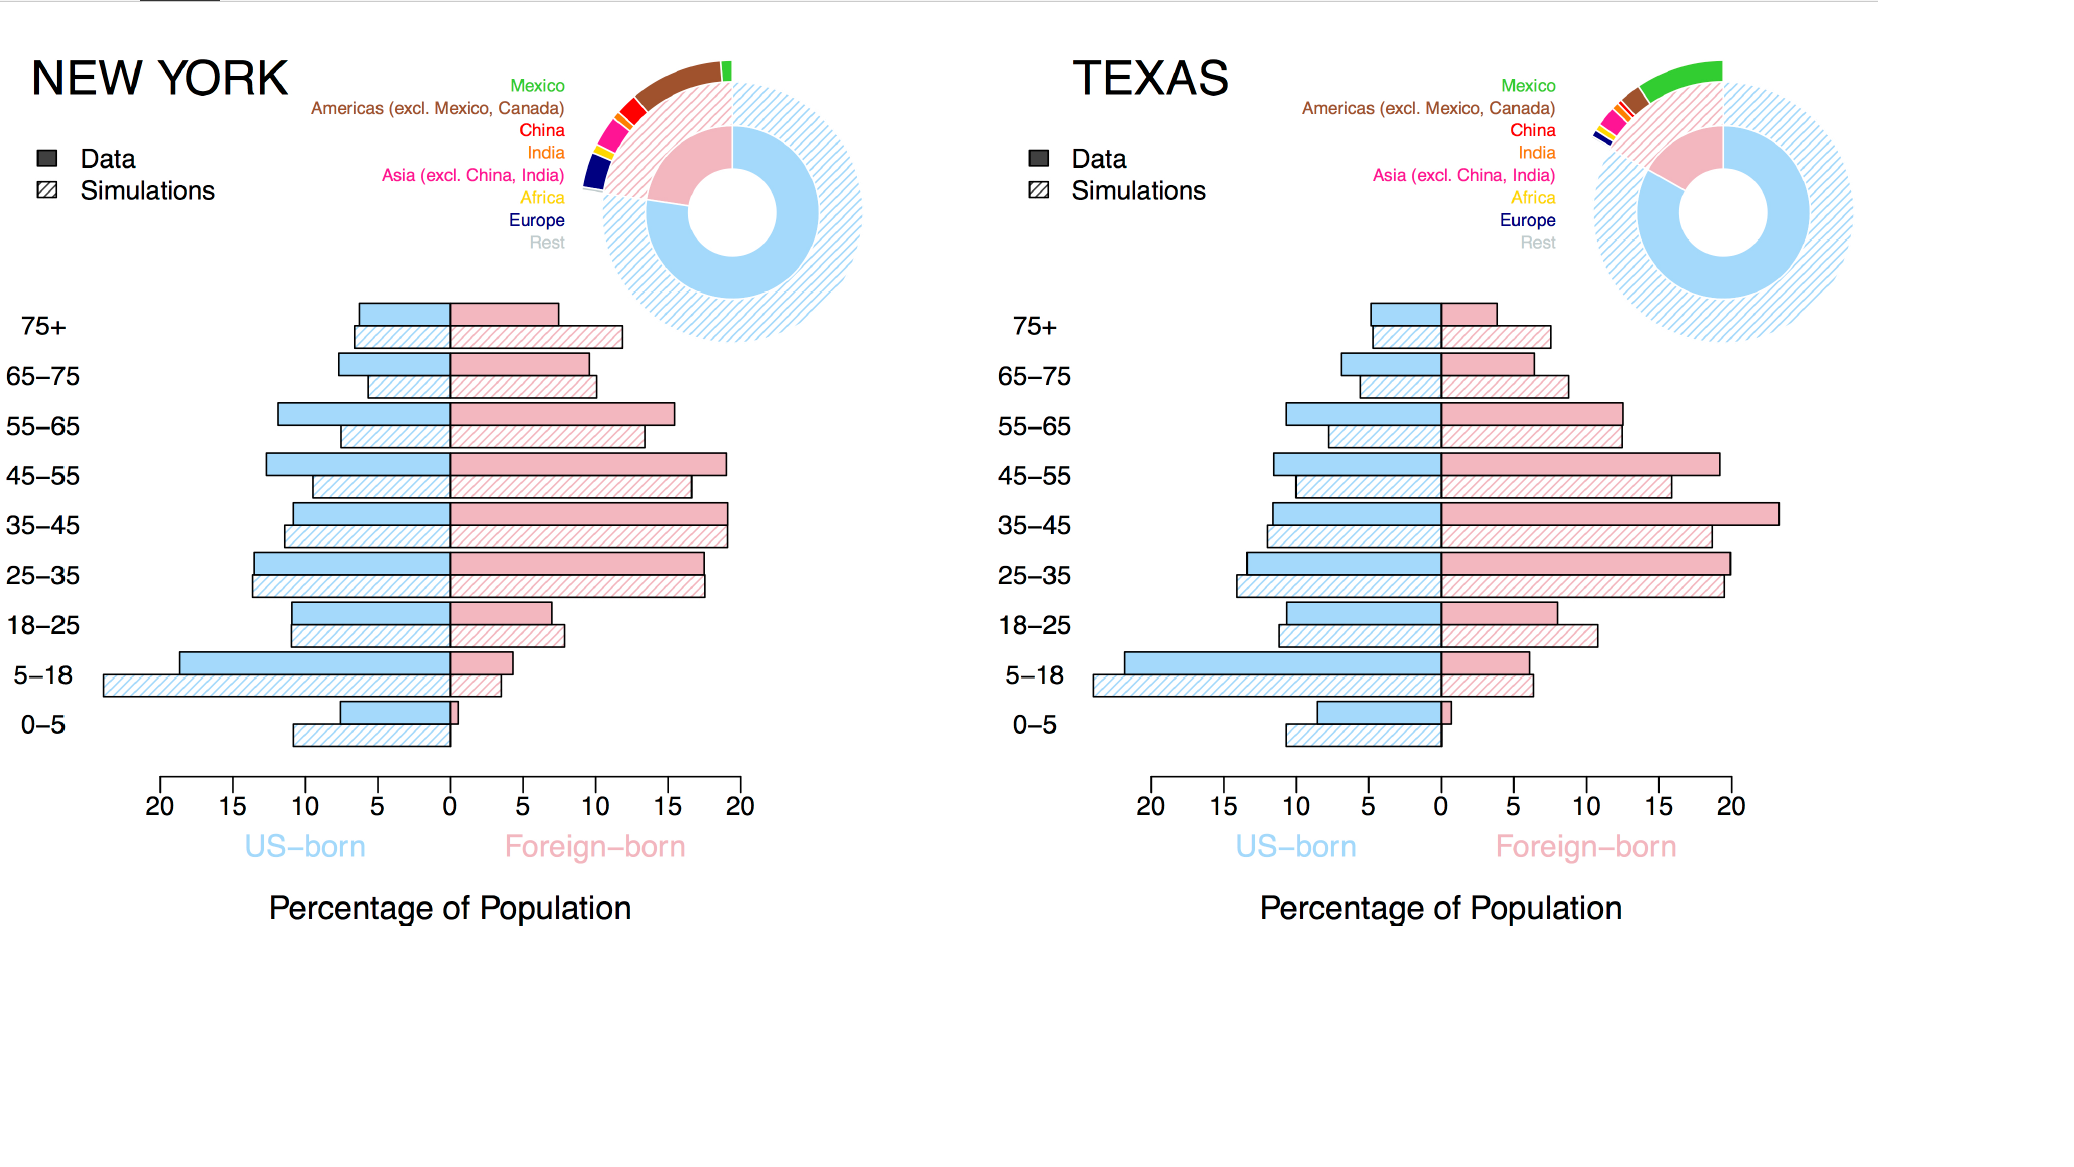 NEW YORK
Data
Simulations
Mexico
Americas (excl. Mexico, Canada)
China
India
Asia (excl. China, India)
Africa
Europe
Rest
75+
65–75
55–65
45–55
35–45
25–35
18–25
5–18
0–5
20 15 10 5 0 5 10 15 20
US–born Foreign–born
Percentage of Population
TEXAS
Data
Simulations
Mexico
Americas (excl. Mexico, Canada)
China
India
Asia (excl. China, India)
Africa
Europe
Rest
75+
65–75
55–65
45–55
35–45
25–35
18–25
5–18
0–5
20 15 10 5 0 5 10 15 20
US–born Foreign–born
Percentage of Population